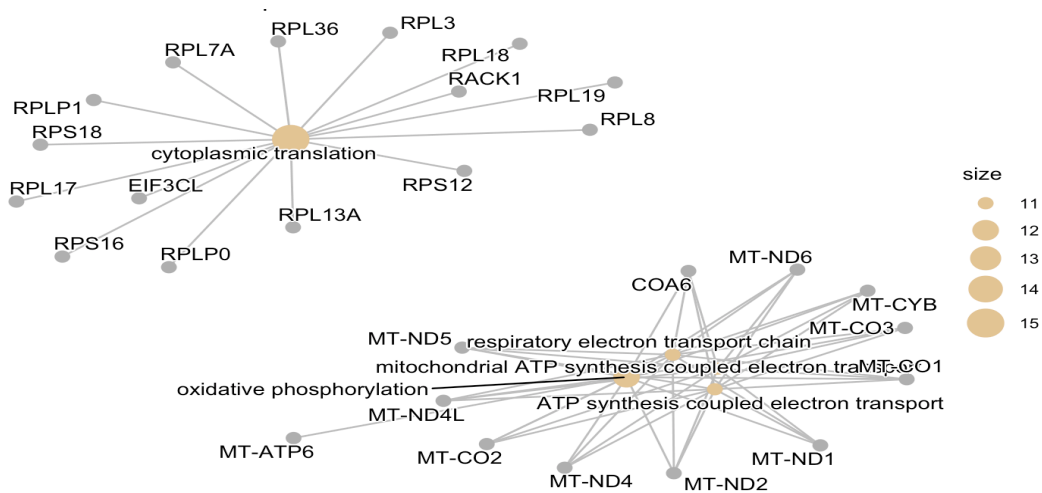 RPL36
RPL3
RPL7A
RPL18
RACK1
RPLP1
RPL19
RPS18
RPL8
cytoplasmic translation
RPL17
EIF3CL
RPS12
RPL13A
RPS16
RPLP0
size
11
12
13
14
15
MT-ND6
COA6
MT-CYB
MT-CO3
MT-ND5
respiratory electron transport chain
mitochondrial ATP synthesis coupled electron
MT-CO1
oxidative phosphorylation
ATP synthesis coupled electron transport
MT-ND4L
MT-ATP6
MT-CO2
MT-ND1
MT-ND4
MT-ND2